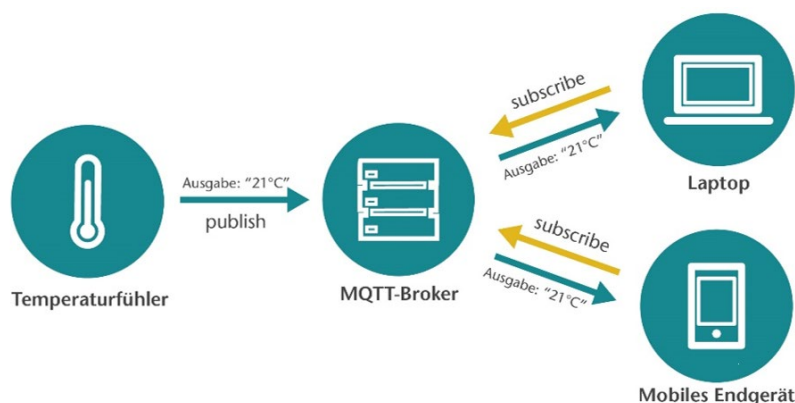 Ausgabe: “21°C”
publish
Temperaturfühler
MQTT-Broker
subscribe
Ausgabe: “21°C”
Laptop
subscribe
Ausgabe: “21°C”
Mobiles Endgerät